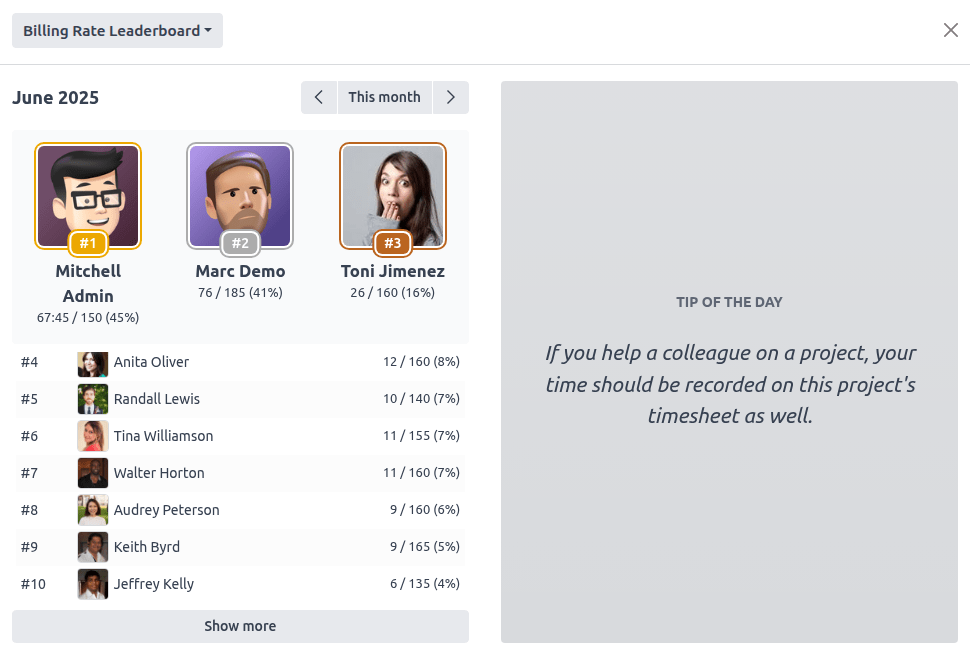 Billing Rate Leaderboard
June 2025
This month
#1
#2
#3
Mitchell
Admin
67:45 / 150 (45%)
Marc Demo
76 / 185 (41%)
Toni Jimenez
26 / 160 (16%)
#4 Anita Oliver 12 / 160 (8%)
#5 Randall Lewis 10 / 140 (7%)
#6 Tina Williamson 11 / 155 (7%)
#7 Walter Horton 11 / 160 (7%)
#8 Audrey Peterson 9 / 160 (6%)
#9 Keith Byrd 9 / 165 (5%)
#10 Jeffrey Kelly 6 / 135 (4%)
Show more
TIP OF THE DAY
If you help a colleague on a project, your
time should be recorded on this project's
timesheet as well.